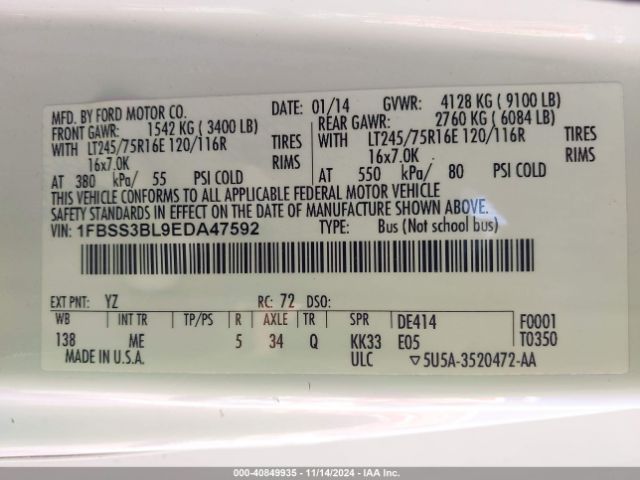 MFD. BY FORD MOTOR CO. DATE: 01/14 GVWR: 4128 KG ( 9100 LB)
FRONT GAWR: 1542 KG ( 3400 LB) REAR GAWR: 2760 KG ( 6084 LB)
WITH LT245/75R16E 120/116R TIRES WITH LT245/75R16E 120/116R TIRES
16x7.0K RIMS 16x7.0K RIMS
AT 380 kPa/ 55 PSI COLD AT 550 kPa/ 80 PSI COLD
THIS VEHICLE CONFORMS TO ALL APPLICABLE FEDERAL MOTOR VEHICLE
SAFETY STANDARDS IN EFFECT ON THE DATE OF MANUFACTURE SHOWN ABOVE.
VIN: 1FBSS3BL9EDA47592 TYPE: Bus (Not school bus)
EXT PNT: YZ RC: 72 DSO:
WB INT TR TP/PS R AXLE TR SPR DE414 F0001
138 ME 5 34 Q KK33 E05 T0350
MADE IN U.S.A. ULC ▽5U5A-3520472-AA
000-40849935 - 11/14/2024 - IAA Inc.